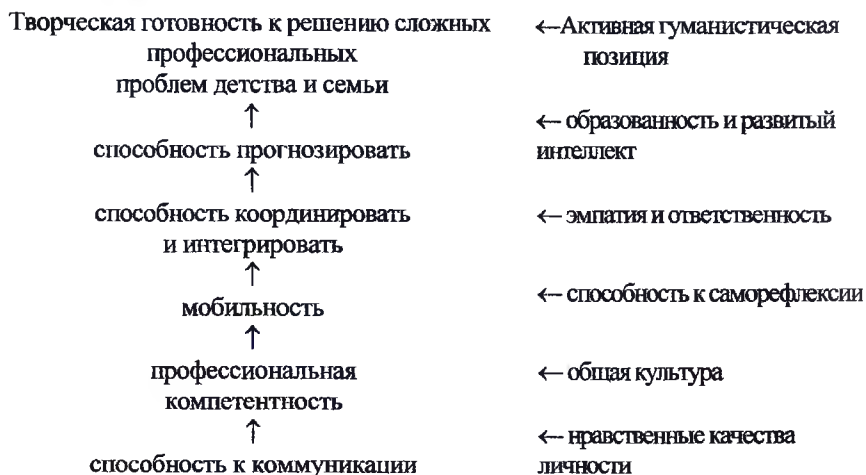 Творческая готовность к решению сложных ← Активная гуманистическая
профессиональных позиция
проблем детства и семьи
↑
← образованность и развитый
способность прогнозировать интеллект
↑
способность координировать ← эмпатия и ответственность
и интегрировать
↑
← способность к саморефлексии
мобильность
↑
профессиональная ← общая культура
компетентность
↑
← нравственные качества
способность к коммуникации личности